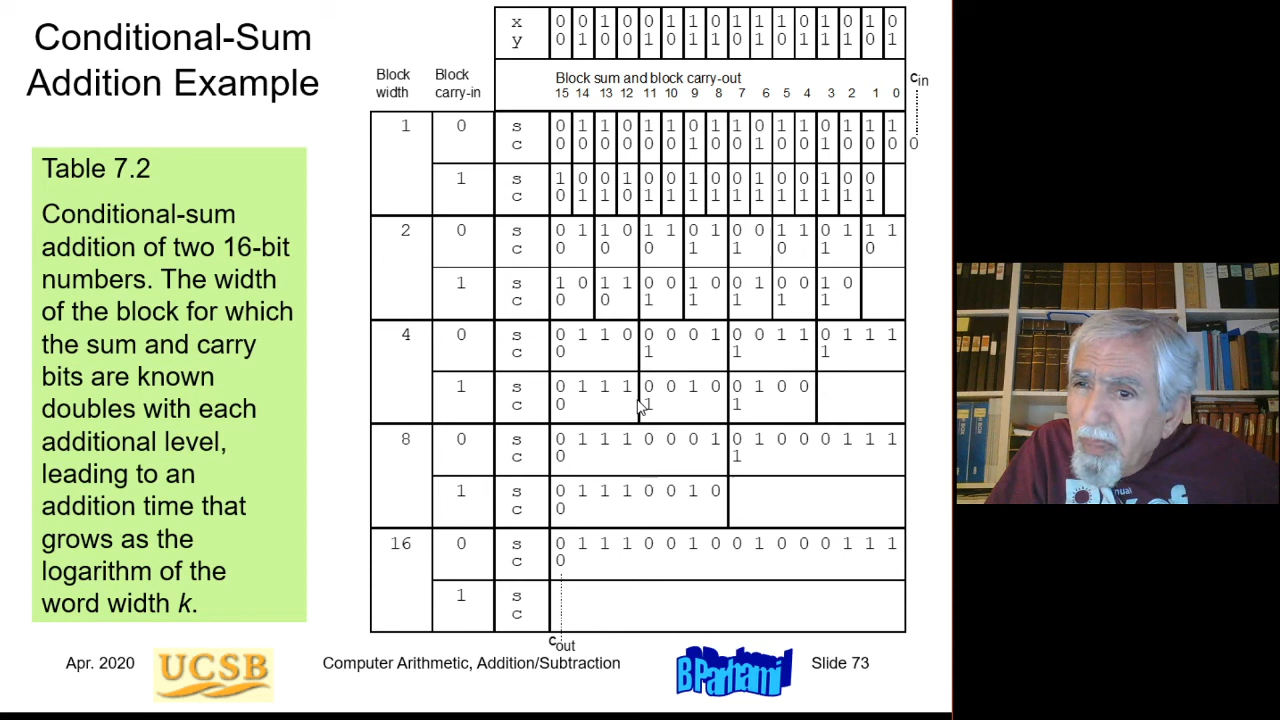 Conditional-Sum
Addition Example
Table 7.2
Conditional-sum
addition of two 16-bit
numbers. The width
of the block for which
the sum and carry
bits are known
doubles with each
additional level,
leading to an
addition time that
grows as the
logarithm of the
word width k.
x 0 0 1 0 0 1 1 0 1 1 1 0 1 0 1 0
y 0 1 0 0 1 0 1 1 0 1 0 1 1 1 0 1
Block width
Block carry-in
Block sum and block carry-out
cin
15 14 13 12 11 10 9 8 7 6 5 4 3 2 1 0
1 0 s 0 1 1 0 1 1 0 1 1 0 1 1 0 1 1 1
c 0 0 0 0 0 0 1 0 0 1 0 0 1 0 0 0 0
1 s 1 0 0 1 0 0 1 0 0 1 0 0 1 0 0
c 0 1 1 0 1 1 1 1 1 1 1 1 1 1 1
2 0 s 0 1 1 0 1 1 0 1 0 0 1 1 0 1 1 1
c 0 0 0 1 1 0 1 0
1 s 1 0 1 1 0 0 1 0 0 1 0 0 1 0
c 0 0 1 1 1 1 1
4 0 s 0 1 1 0 0 0 0 1 0 0 1 1 0 1 1 1
c 0 1 1 1
1 s 0 1 1 1 0 0 1 0 0 1 0 0
c 0 1 1
8 0 s 0 1 1 1 0 0 0 1 0 1 0 0 0 1 1 1
c 0 1
1 s 0 1 1 1 0 0 1 0
c 0
16 0 s 0 1 1 1 0 0 1 0 0 1 0 0 0 1 1 1
c 0
1 s
c
cout
Apr. 2020
UCSB
Computer Arithmetic, Addition/Subtraction
B Parhami
Slide 73